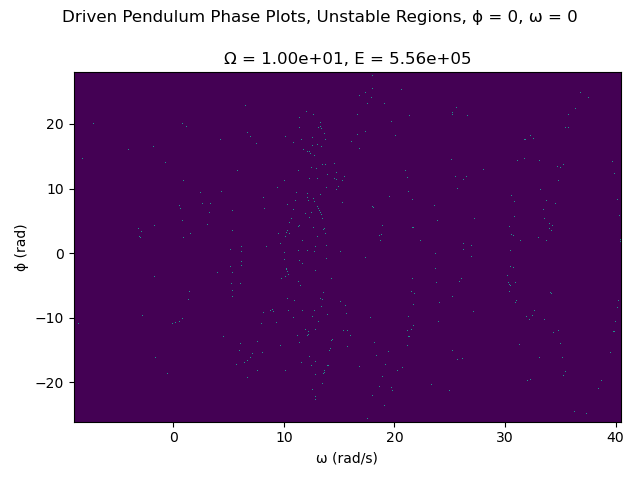 Driven Pendulum Phase Plots, Unstable Regions, ϕ = 0, ω = 0
Ω = 1.00e+01, E = 5.56e+05
20
10
0
−10
−20
ϕ (rad)
0 10 20 30 40
ω (rad/s)